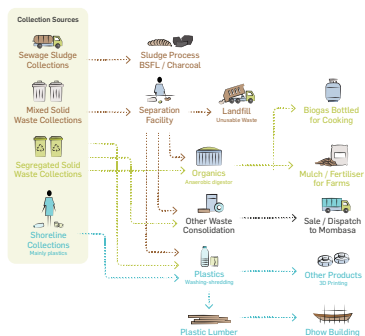 Collection Sources
Sewage Sludge
Collections
Sludge Process
BSFL / Charcoal
Mixed Solid
Waste Collections
Separation
Facility
Landfill
Unusable Waste
Biogas Bottled
for Cooking
Segregated Solid
Waste Collections
Organics
Anaerobic digestor
Mulch / Fertiliser
for Farms
Shoreline
Collections
Mainly plastics
Other Waste
Consolidation
Sale / Dispatch
to Mombasa
Plastics
Washing-shredding
Other Products
3D Printing
Plastic Lumber
Dhow Building